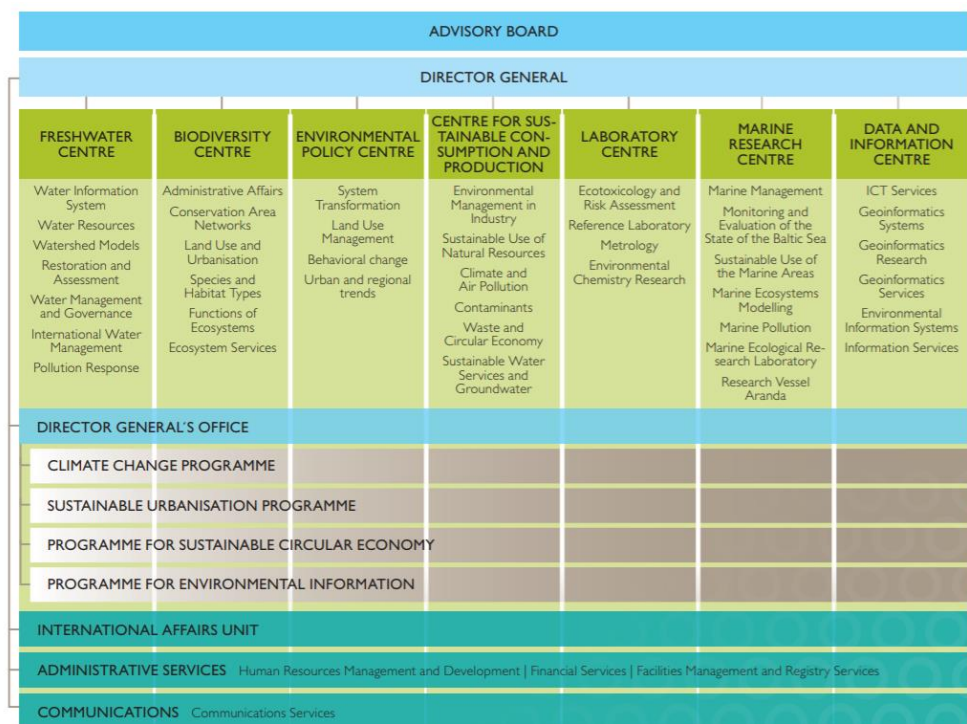 ADVISORY BOARD
DIRECTOR GENERAL
FRESHWATER
CENTRE
Water Information
System
Water Resources
Watershed Models
Restoration and
Assessment
Water Management
and Governance
International Water
Management
Pollution Response
BIODIVERSITY
CENTRE
Administrative Affairs
Conservation Area
Networks
Land Use and
Urbanisation
Species and
Habitat Types
Functions of
Ecosystems
Ecosystem Services
ENVIRONMENTAL
POLICY CENTRE
System
Transformation
Land Use
Management
Behavioral change
Urban and regional
trends
CENTRE FOR SUS-
TAINABLE CON-
SUMPTION AND
PRODUCTION
Environmental
Management in
Industry
Sustainable Use of
Natural Resources
Climate and
Air Pollution
Contaminants
Waste and
Circular Economy
Sustainable Water
Services and
Groundwater
LABORATORY
CENTRE
Ecotoxicology and
Risk Assessment
Reference Laboratory
Metrology
Environmental
Chemistry Research
MARINE
RESEARCH
CENTRE
Marine Management
Monitoring and
Evaluation of the
State of the Baltic Sea
Sustainable Use of
the Marine Areas
Marine Ecosystems
Modelling
Marine Pollution
Marine Ecological Re-
search Laboratory
Research Vessel
Aranda
DATA AND
INFORMATION
CENTRE
ICT Services
Geoinformatics
Systems
Geoinformatics
Research
Geoinformatics
Services
Environmental
Information Systems
Information Services
DIRECTOR GENERAL´S OFFICE
CLIMATE CHANGE PROGRAMME
SUSTAINABLE URBANISATION PROGRAMME
PROGRAMME FOR SUSTAINABLE CIRCULAR ECONOMY
PROGRAMME FOR ENVIRONMENTAL INFORMATION
INTERNATIONAL AFFAIRS UNIT
ADMINISTRATIVE SERVICES Human Resources Management and Development | Financial Services | Facilities Management and Registry Services
COMMUNICATIONS Communications Services